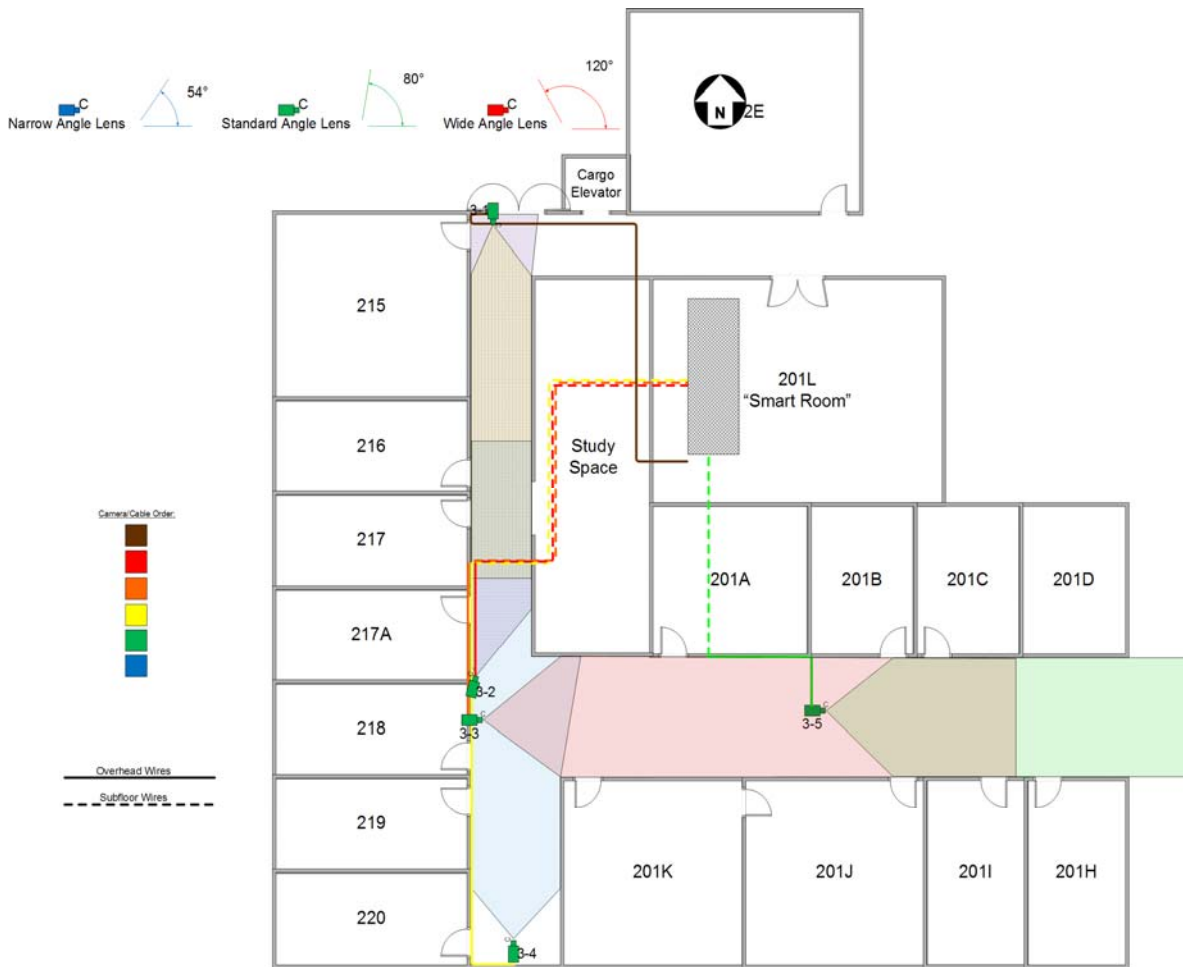 C
54°
Narrow Angle Lens
C
80°
Standard Angle Lens
C
120°
Wide Angle Lens
N
2E
Cargo
Elevator
3-1
C
215
201L
“Smart Room”
216
Study
Space
217
Camera/Cable Order:
201A
201B
201C
201D
217A
C
3-2
218
C
3-3
C
3-5
Overhead Wires
Subfloor Wires
219
201K
201J
201I
201H
220
C
3-4